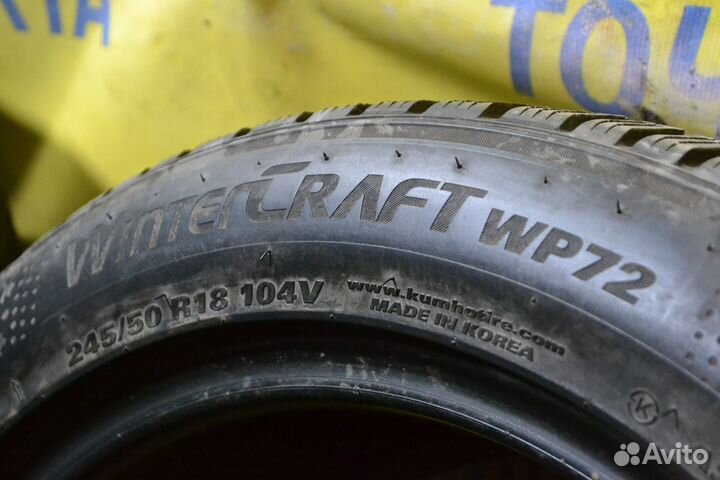 WINTERCRAFT WP72
245/50 R18 104V
www.kumhotire.com
MADE IN KOREA
K
Avito